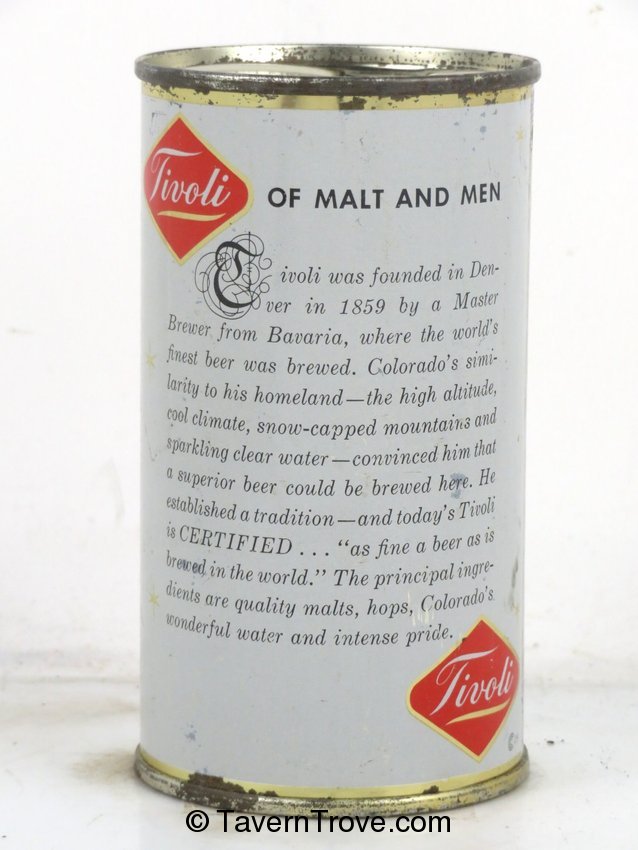 Tivoli
OF MALT AND MEN
Tivoli was founded in Den-
ver in 1859 by a Master
Brewer from Bavaria, where the world's
finest beer was brewed. Colorado's simi-
larity to his homeland—the high altitude,
cool climate, snow-capped mountains and
sparkling clear water—convinced him that
a superior beer could be brewed here. He
established a tradition—and today's Tivoli
is CERTIFIED . . . "as fine a beer as is
brewed in the world." The principal ingre-
dients are quality malts, hops, Colorado's
wonderful water and intense pride.
Tivoli
© TavernTrove.com